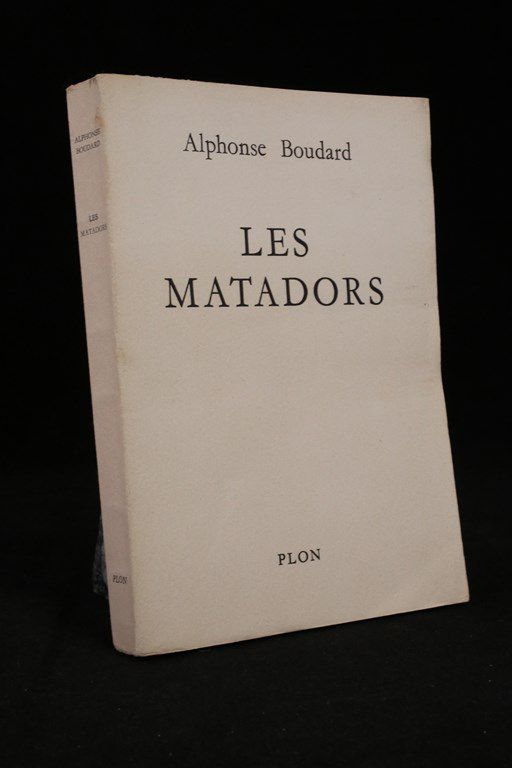 Alphonse Boudard
LES
MATADORS
PLON
ALPHONSE
BOUDARD
LES
MATADORS
PLON